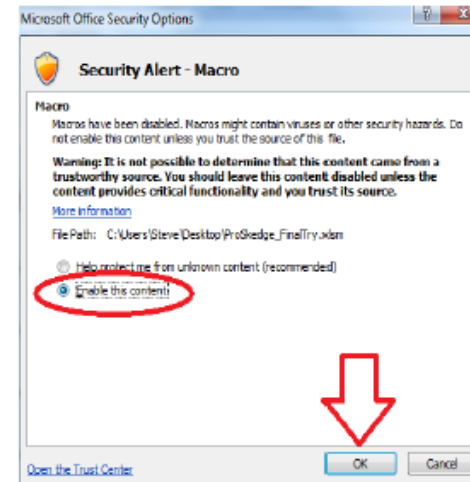 Microsoft Office Security Options
Security Alert - Macro
Macro
Macros have been disabled. Macros might contain viruses or other security hazards. Do
not enable this content unless you trust the source of this file.
Warning: It is not possible to determine that this content came from a
trustworthy source. You should leave this content disabled unless the
content provides critical functionality and you trust its source.
More information
File Path: C:\Users\Steve\Desktop\ProSkedge_FinalTry.xlsm
Help protect me from unknown content (recommended)
Enable this content
Open the Trust Center
OK
Cancel